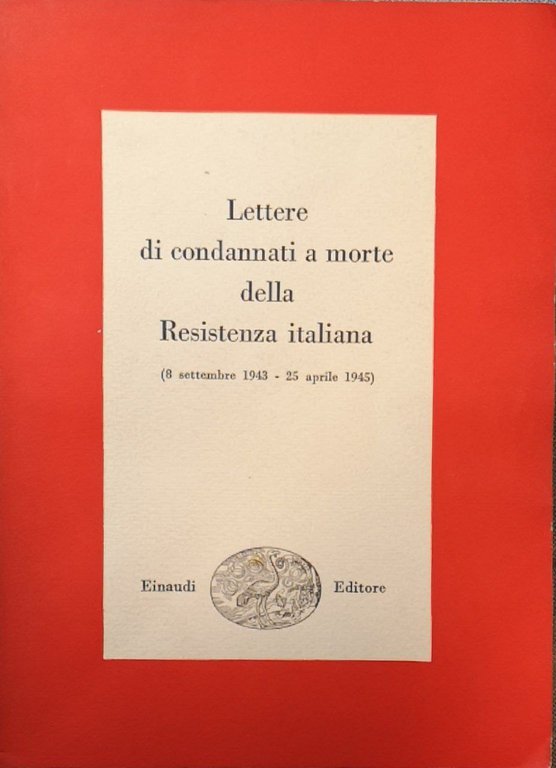 Lettere
di condannati a morte
della
Resistenza italiana
(8 settembre 1943 - 25 aprile 1945)
Einaudi Editore